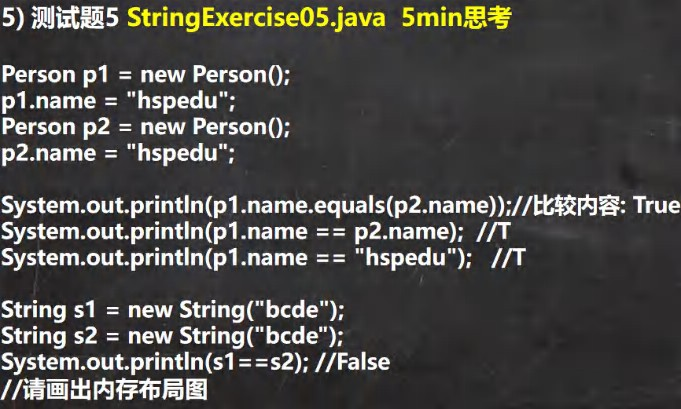 5) 测试题5 StringExercise05.java 5min思考
Person p1 = new Person();
p1.name = "hspedu";
Person p2 = new Person();
p2.name = "hspedu";
System.out.println(p1.name.equals(p2.name));//比较内容: True
System.out.println(p1.name == p2.name); //T
System.out.println(p1.name == "hspedu"); //T
String s1 = new String("bcde");
String s2 = new String("bcde");
System.out.println(s1==s2); //False
//请画出内存布局图